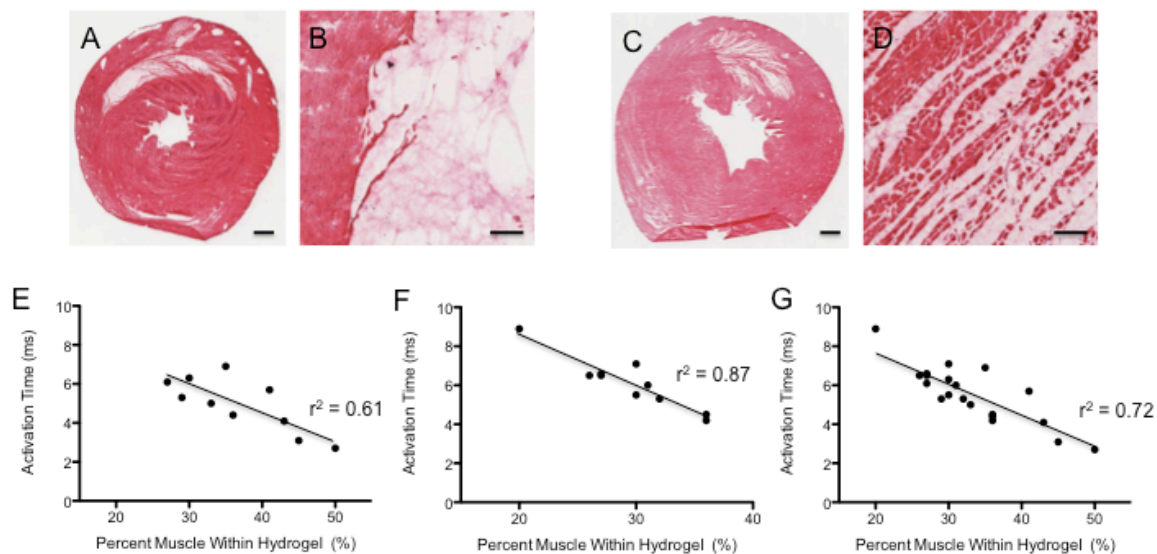 A
B
C
D
E
F
G
10
8
6
4
2
0
Activation Time (ms)
r² = 0.61
20
30
40
50
Percent Muscle Within Hydrogel (%)
10
8
6
4
2
0
Activation Time (ms)
r² = 0.87
20
30
40
Percent Muscle Within Hydrogel (%)
10
8
6
4
2
0
Activation Time (ms)
r² = 0.72
20
30
40
50
Percent Muscle Within Hydrogel (%)